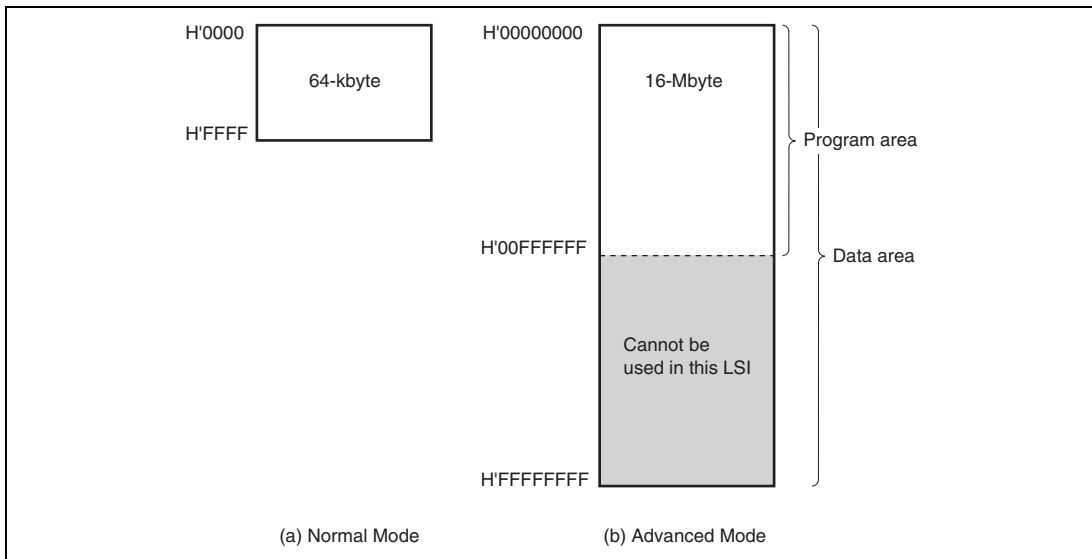 H'0000
64-kbyte
H'FFFF
H'00000000
16-Mbyte
Program area
H'00FFFFFF
Data area
Cannot be
used in this LSI
H'FFFFFFFF
(a) Normal Mode
(b) Advanced Mode